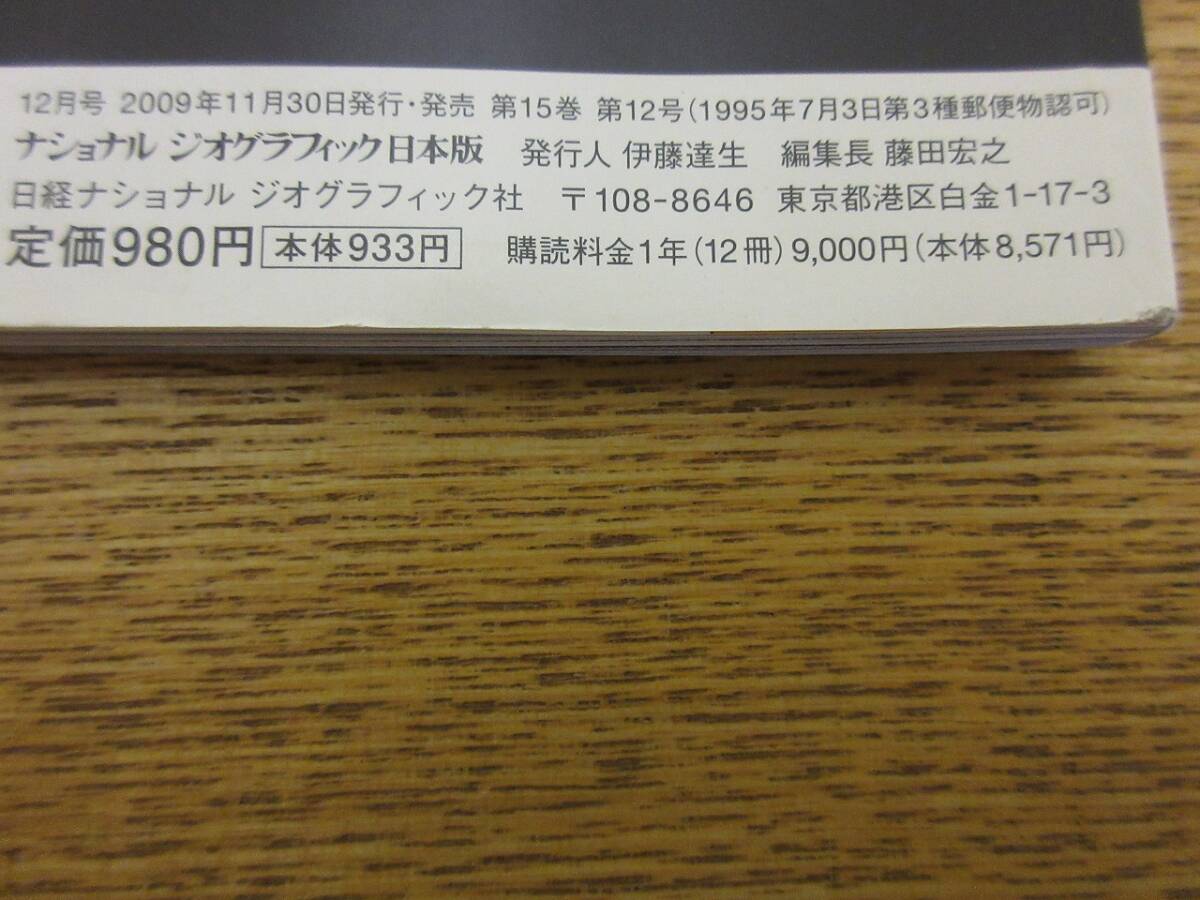 12月号 2009年11月30日発行・発売 第15巻 第12号(1995年7月3日第3種郵便物認可)
ナショナル ジオグラフィック日本版 発行人 伊藤達生 編集長 藤田宏之
日経ナショナル ジオグラフィック社 〒108-8646 東京都港区白金1-17-3
定価980円 本体933円 購読料金1年(12冊)9,000円(本体8,571円)